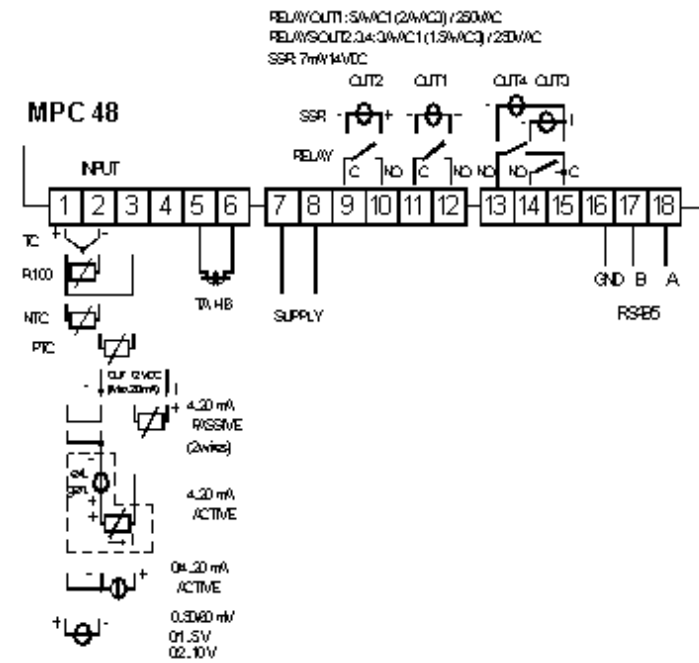 RELAY OUT1: 5A-AC1 (2A-AC3) / 250VAC
RELAYS OUT2,3,4: 3A-AC1 (1.5A-AC3) / 250VAC
SSR: 7mA/14VDC
OUT2 OUT1 OUT4 OUT3
MPC 48
SSR - + - + - - +
RELAY
INPUT C NO C NO NO NO C
1 2 3 4 5 6 7 8 9 10 11 12 13 14 15 16 17 18
TC + -
Pt100
TA HB
SUPPLY
GND B A
RS485
NTC
PTC
OUT 12VDC
(Max.20mA)
4..20 mA
PASSIVE
(2wires)
ext.
gen.
4..20 mA
ACTIVE
0/4..20 mA
ACTIVE
0..50/60 mV
0/1..5V
0/2..10V